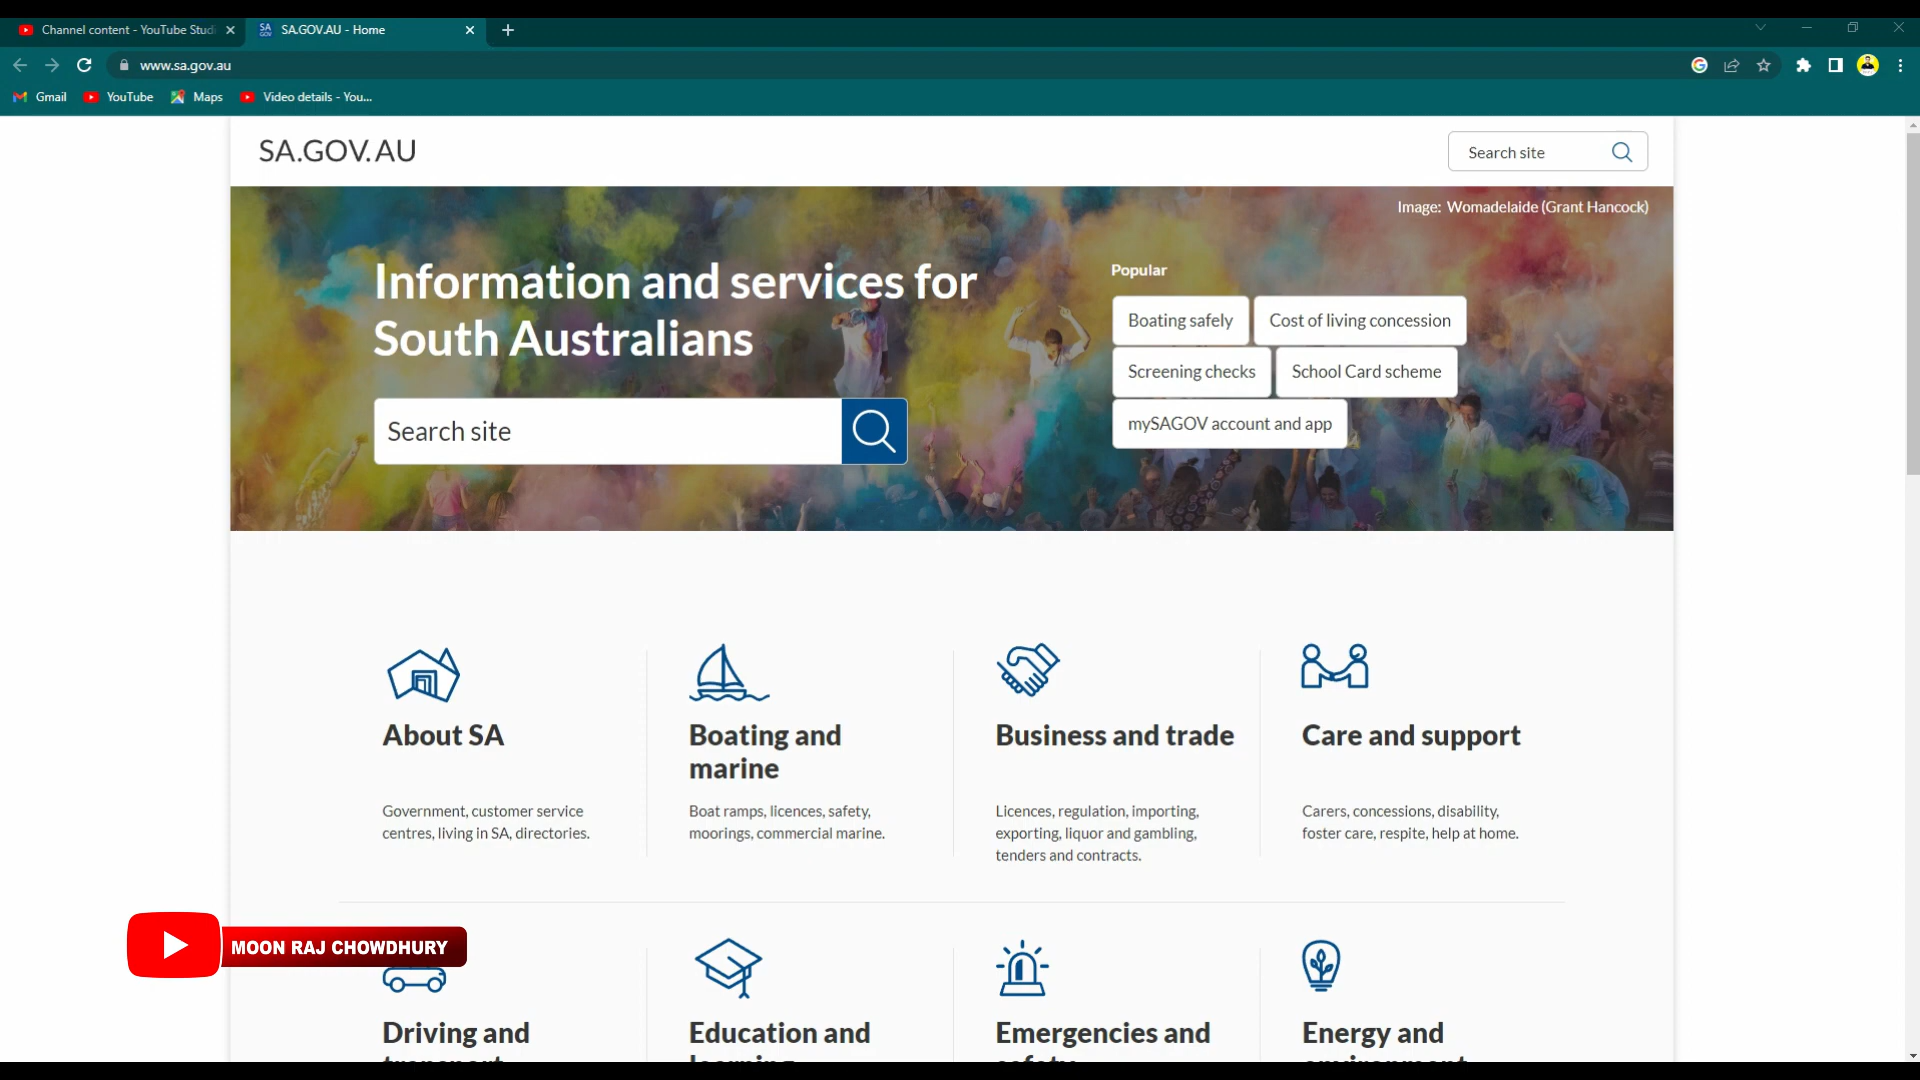 Channel content - YouTube Studi
SA.GOV.AU - Home
www.sa.gov.au
Gmail
YouTube
Maps
Video details - You...
SA.GOV.AU
Search site
Image: Womadelaide (Grant Hancock)
Information and services for
South Australians
Search site
Popular
Boating safely
Cost of living concession
Screening checks
School Card scheme
mySAGOV account and app
About SA
Government, customer service
centres, living in SA, directories.
Boating and
marine
Boat ramps, licences, safety,
moorings, commercial marine.
Business and trade
Licences, regulation, importing,
exporting, liquor and gambling,
tenders and contracts.
Care and support
Carers, concessions, disability,
foster care, respite, help at home.
MOON RAJ CHOWDHURY
Driving and
transport
Education and
learning
Emergencies and
safety
Energy and
environment